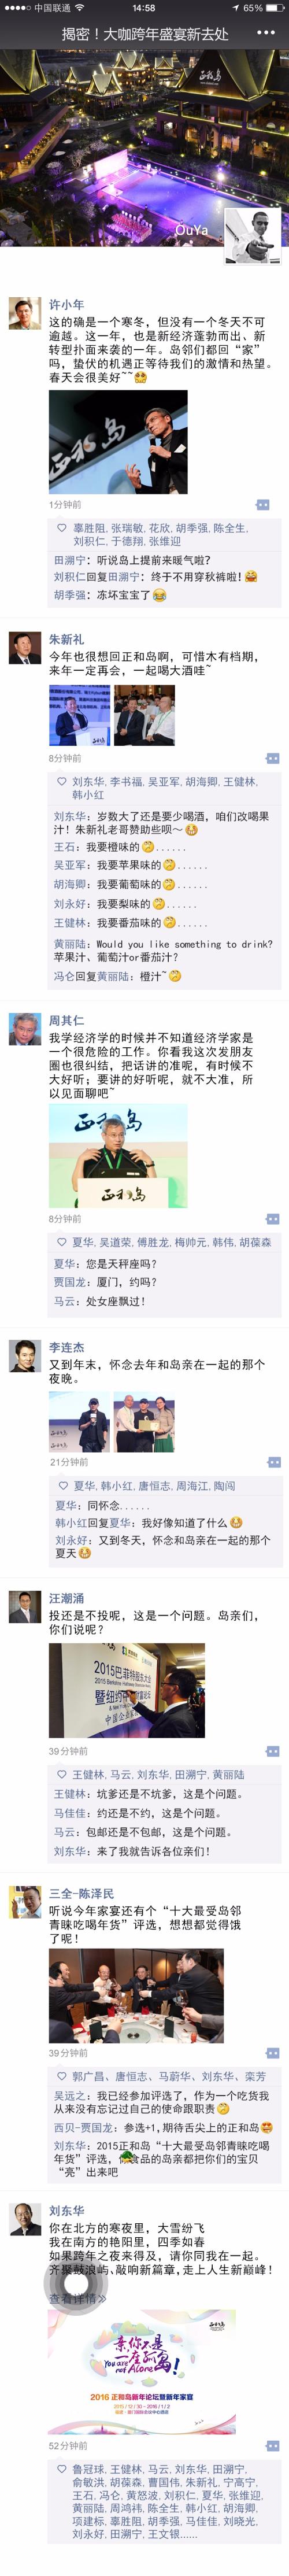 中国联通
14:58
65%
揭密！大咖跨年盛宴新去处
正和岛
OuYa
许小年
这的确是一个寒冬，但没有一个冬天不可
逾越。这一年，也是新经济蓬勃而出、新
转型扑面来袭的一年。岛邻们都回“家”
吗，蛰伏的机遇正等待我们的激情和热望。
春天会很美好~~
1分钟前
辜胜阻, 张瑞敏, 花欣, 胡季强, 陈全生,
刘积仁, 于德翔, 张维迎
田溯宁：听说岛上提前来暖气啦？
刘积仁回复田溯宁：终于不用穿秋裤啦！
胡季强：冻坏宝宝了
朱新礼
今年也很想回正和岛啊，可惜木有档期，
来年一定再会，一起喝大酒哇~
8分钟前
刘东华, 李书福, 吴亚军, 胡海卿, 王健林,
韩小红
刘东华：岁数大了还是要少喝酒，咱们改喝果
汁！朱新礼老哥赞助些呗～
王石：我要橙味的......
吴亚军：我要苹果味的......
胡海卿：我要葡萄味的......
刘永好：我要梨味的......
王健林：我要番茄味的......
黄丽陆：Would you like something to drink?
苹果汁、葡萄汁or番茄汁？
冯仑回复黄丽陆：橙汁~
周其仁
我学经济学的时候并不知道经济学家是
一个很危险的工作。你看我这次发朋友
圈也很纠结，把话讲的准呢，有时候不
大好听；要讲的好听呢，就不大准，所
以见面聊吧~
正和岛
8分钟前
夏华, 吴道荣, 傅胜龙, 梅帅元, 韩伟, 胡葆森
夏华：您是天秤座吗？
贾国龙：厦门，约吗？
马云：处女座飘过！
李连杰
又到年末，怀念去年和岛亲在一起的那个
夜晚。
21分钟前
夏华, 韩小红, 唐恒志, 周海江, 陶闯
夏华：同怀念......
韩小红回复夏华：我好像知道了什么
刘永好：又到冬天，怀念和岛亲在一起的那个
夏天
汪潮涌
投还是不投呢，这是一个问题。岛亲们，
你们说呢？
2015巴菲特股东大会
39分钟前
王健林, 马云, 刘东华, 田溯宁, 黄丽陆
王健林：坑爹还是不坑爹，这是个问题。
马佳佳：约还是不约，这是个问题。
马云：包邮还是不包邮，这是个问题。
刘东华：来了我就告诉各位亲们！
三全-陈泽民
听说今年家宴还有个“十大最受岛邻
青睐吃喝年货”评选，想想都觉得饿
了呢！
39分钟前
郭广昌、唐恒志、马蔚华、刘东华、栾芳
吴远之：我已经参加评选了，作为一个吃货我
从来没有忘记过自己的使命跟职责
西贝-贾国龙：参选+1,期待舌尖上的正和岛
刘东华：2015正和岛“十大最受岛邻青睐吃喝
年货”评选，食品的岛亲都把你们的宝贝
“亮”出来吧
刘东华
你在北方的寒夜里，大雪纷飞
我在南方的艳阳里，四季如春
如果跨年之夜来得及，请你同我在一起。
齐聚鼓浪屿、敲响新篇章，走上人生新巅峰！
查看详情>>
亲,你不是一座孤岛!
You are not Alone
2016 正和岛新年论坛暨新年家宴
52分钟前
鲁冠球, 王健林, 马云, 刘东华, 田溯宁,
俞敏洪, 胡葆森, 曹国伟, 朱新礼, 宁高宁,
王石, 冯仑, 黄怒波, 刘积仁, 夏华, 张维迎,
黄丽陆, 周鸿祎, 陈全生, 韩小红, 胡海卿,
项建标, 辜胜阻, 胡季强, 马佳佳, 刘晓光,
刘永好, 田溯宁, 王文银......